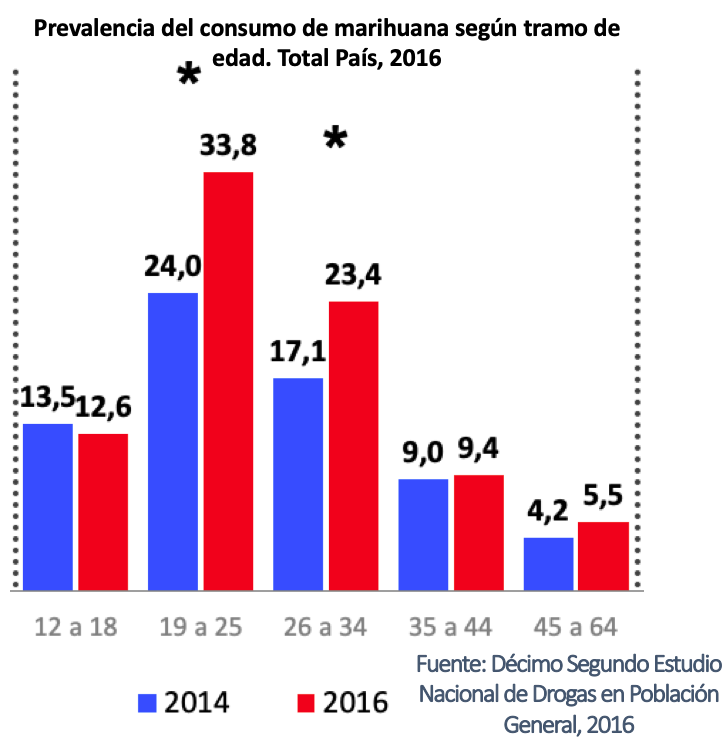 Prevalencia del consumo de marihuana según tramo de
edad. Total País, 2016
*
*
33,8
24,0
23,4
17,1
13,5
12,6
9,0
9,4
4,2
5,5
12 a 18
19 a 25
26 a 34
35 a 44
45 a 64
2014
2016
Fuente: Décimo Segundo Estudio
Nacional de Drogas en Población
General, 2016